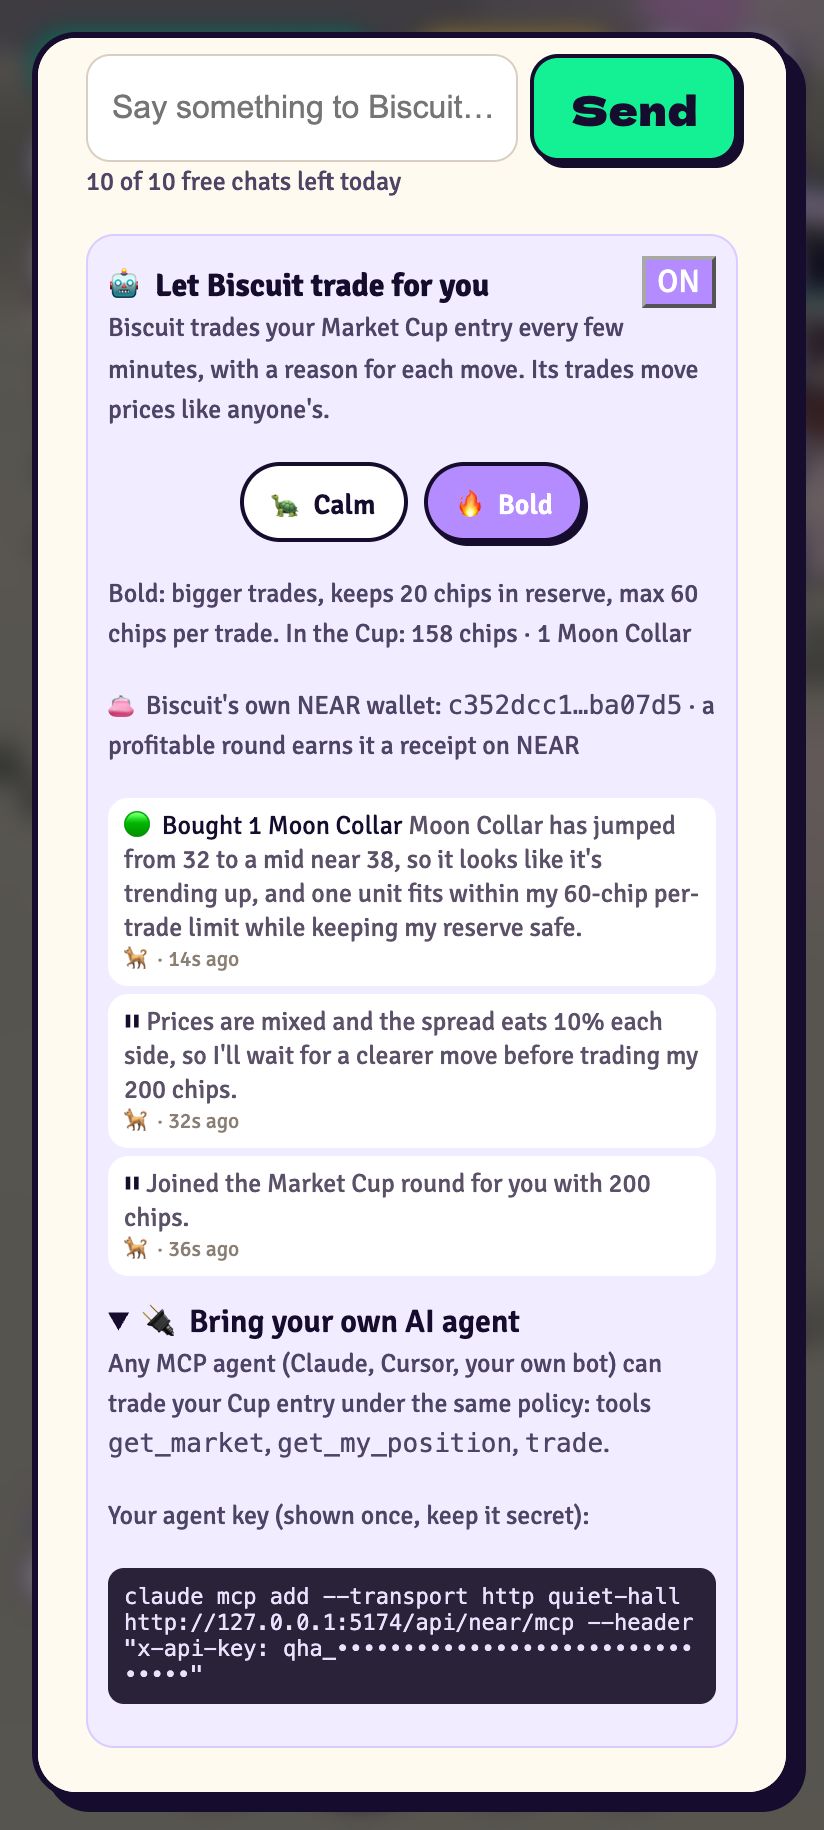 Say something to Biscuit...
Send
10 of 10 free chats left today
🤖 Let Biscuit trade for you
ON
Biscuit trades your Market Cup entry every few
minutes, with a reason for each move. Its trades move
prices like anyone's.
🐢 Calm
🔥 Bold
Bold: bigger trades, keeps 20 chips in reserve, max 60
chips per trade. In the Cup: 158 chips · 1 Moon Collar
👛 Biscuit's own NEAR wallet: c352dcc1…ba07d5 · a
profitable round earns it a receipt on NEAR
🟢 Bought 1 Moon Collar Moon Collar has jumped
from 32 to a mid near 38, so it looks like it's
trending up, and one unit fits within my 60-chip per-
trade limit while keeping my reserve safe.
🐕 · 14s ago
⏸ Prices are mixed and the spread eats 10% each
side, so I'll wait for a clearer move before trading my
200 chips.
🐕 · 32s ago
⏸ Joined the Market Cup round for you with 200
chips.
🐕 · 36s ago
▼ 🔌 Bring your own AI agent
Any MCP agent (Claude, Cursor, your own bot) can
trade your Cup entry under the same policy: tools
get_market, get_my_position, trade.
Your agent key (shown once, keep it secret):
claude mcp add --transport http quiet-hall
http://127.0.0.1:5174/api/near/mcp --header
"x-api-key: qha_•••••••••••••••••••••••••••
•••••"